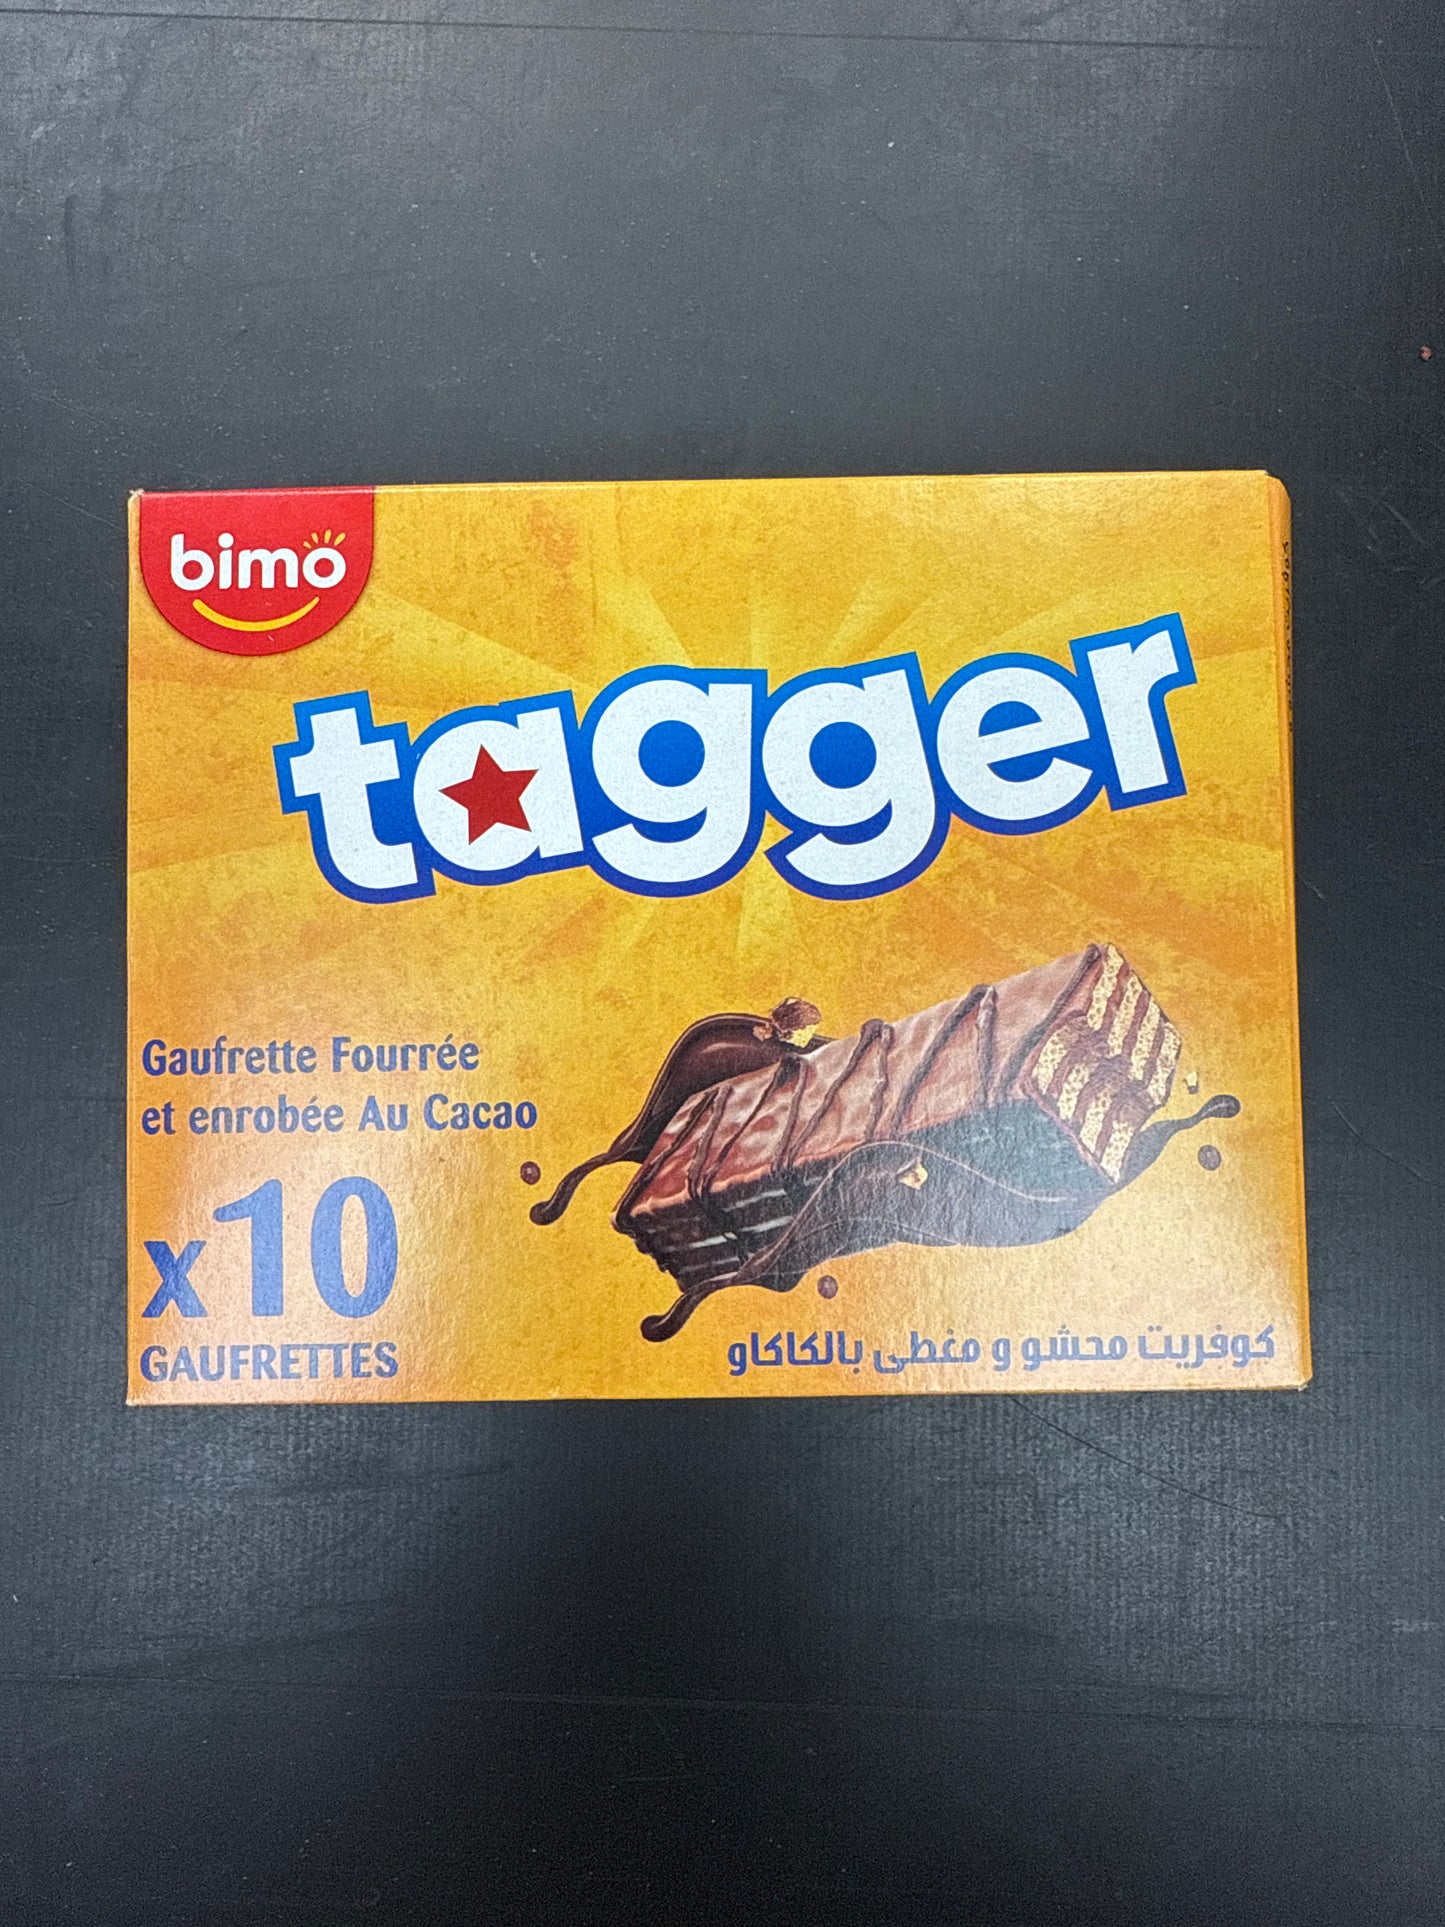 bimo
tagger
Gaufrette Fourrée
et enrobée Au Cacao
x10
GAUFRETTES
كوفريت محشو و مغطى بالكاكاو